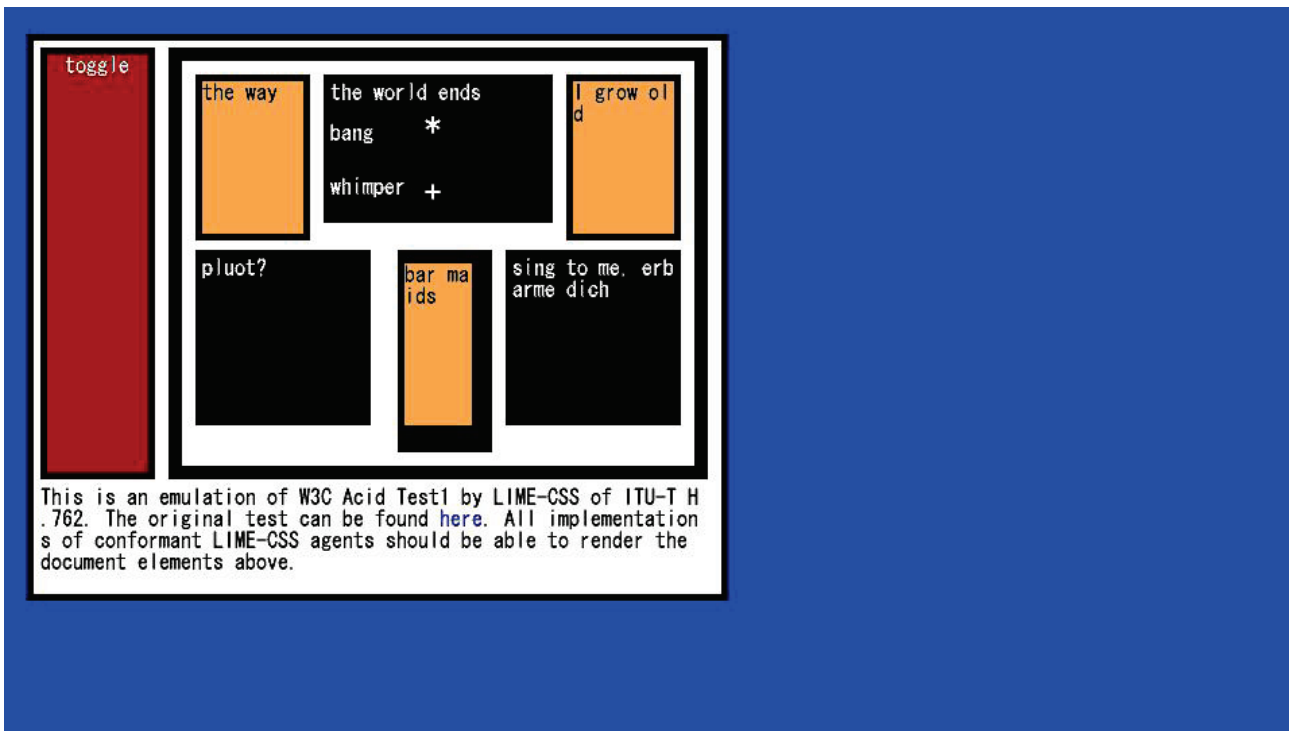 toggle
the way
the world ends
bang *
whimper +
I grow ol
d
pluot?
bar ma
ids
sing to me, erb
arme dich
This is an emulation of W3C Acid Test1 by LIME-CSS of ITU-T H
.762. The original test can be found here. All implementation
s of conformant LIME-CSS agents should be able to render the
document elements above.